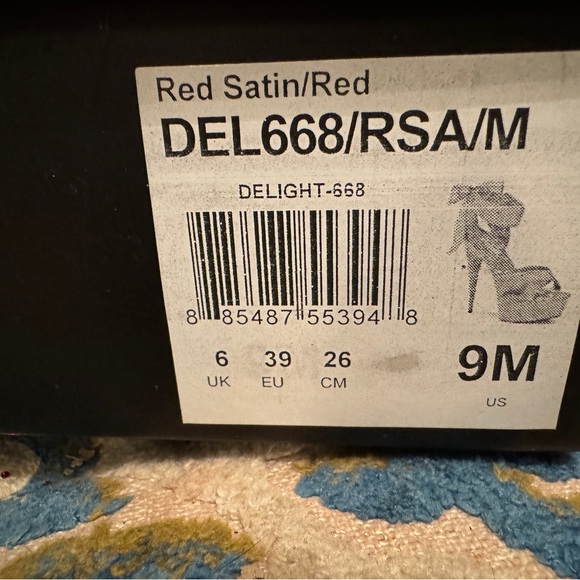 Red Satin/Red
DEL668/RSA/M
DELIGHT-668
8 85487 55394 8
6 39 26 9M
UK EU CM US